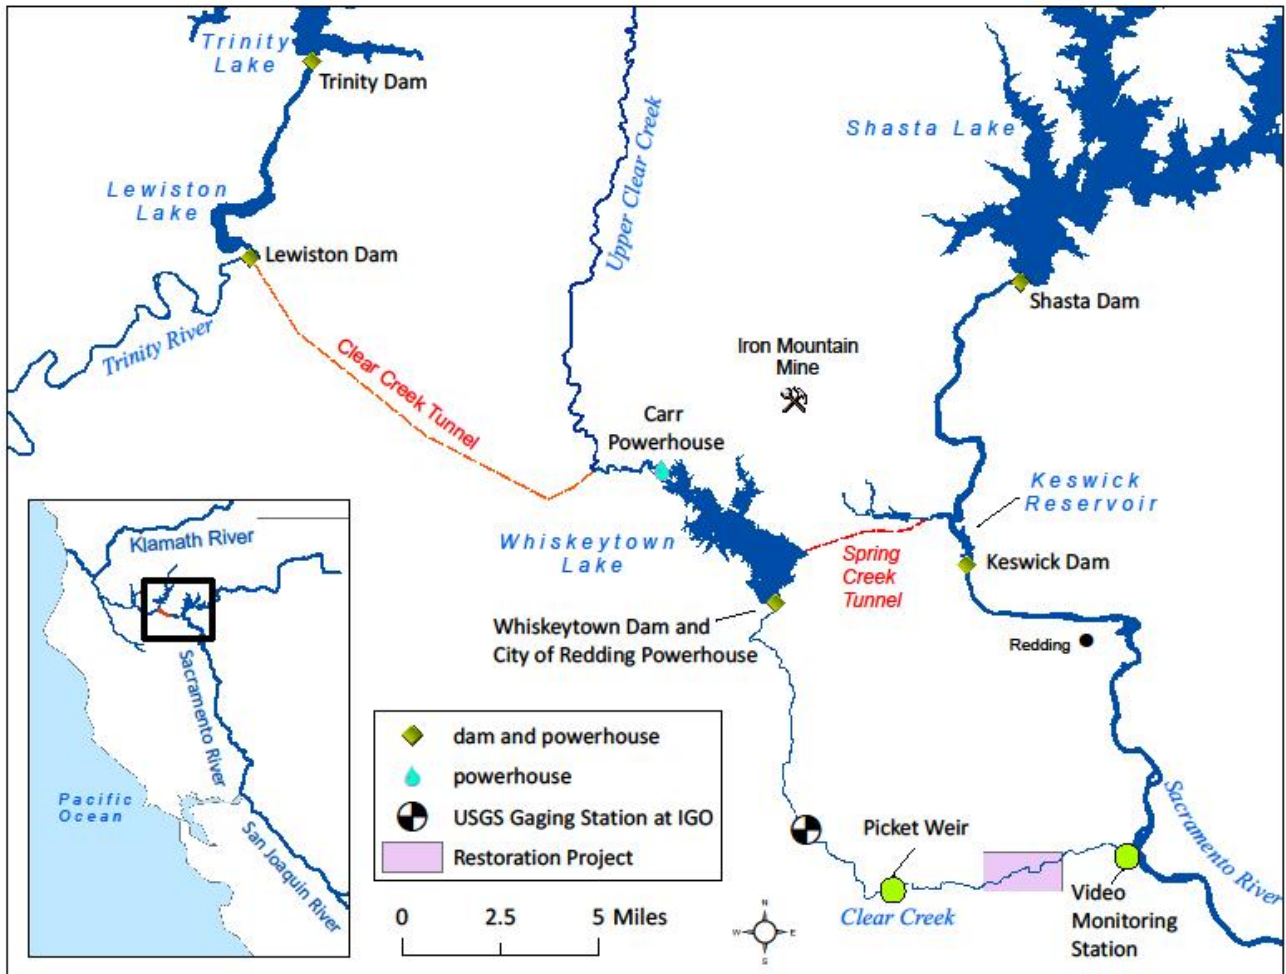 Trinity
Lake
Trinity Dam
Upper Clear Creek
Shasta Lake
Lewiston
Lake
Lewiston Dam
Trinity River
Shasta Dam
Clear Creek Tunnel
Iron Mountain
Mine
Carr
Powerhouse
Keswick
Reservoir
Whiskeytown
Lake
Spring
Creek
Tunnel
Keswick Dam
Whiskeytown Dam and
City of Redding Powerhouse
Redding
Klamath River
Sacramento River
Pacific
Ocean
San Joaquin River
dam and powerhouse
powerhouse
USGS Gaging Station at IGO
Restoration Project
0 2.5 5 Miles
N
W E
S
Picket Weir
Clear Creek
Sacramento River
Video
Monitoring
Station